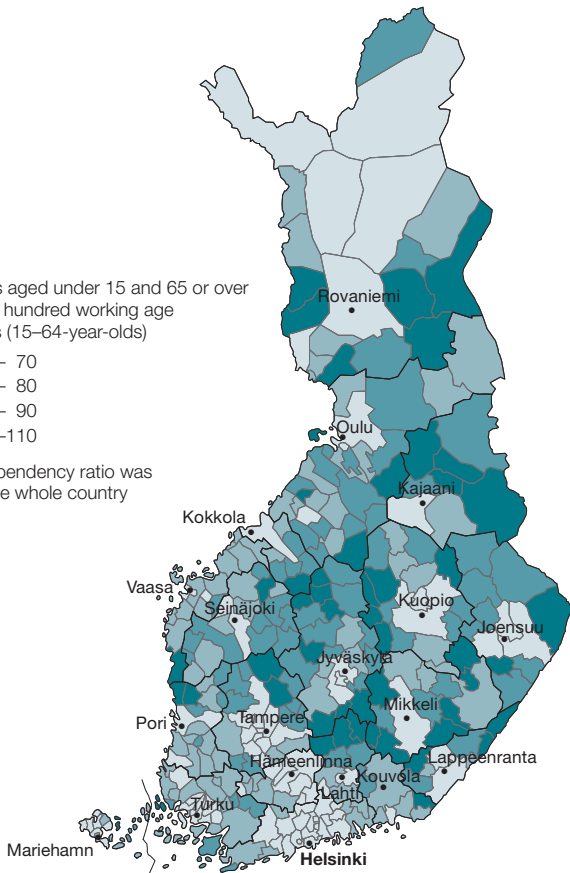 s aged under 15 and 65 or over
hundred working age
s (15–64-year-olds)
– 70
– 80
– 90
–110
pendency ratio was
e whole country
Rovaniemi
Oulu
Kajaani
Kokkola
Vaasa
Seinäjoki
Kuopio
Joensuu
Jyväskylä
Mikkeli
Pori
Tampere
Lappeenranta
Hämeenlinna
Kouvola
Lahti
Turku
Mariehamn
Helsinki